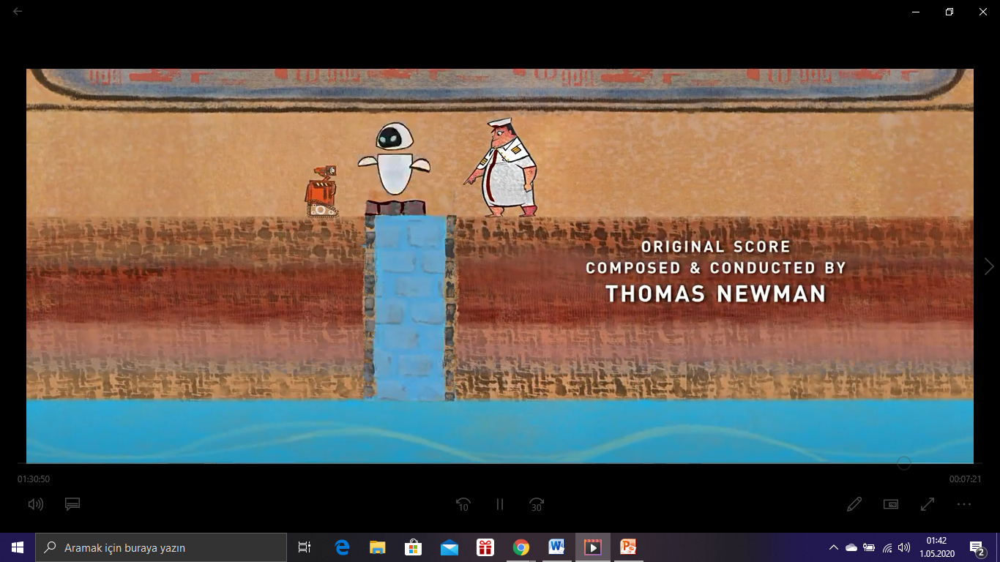 ORIGINAL SCORE
COMPOSED & CONDUCTED BY
THOMAS NEWMAN
01:30:50
00:07:21
10
30
Aramak için buraya yazın
01:42
1.05.2020
2